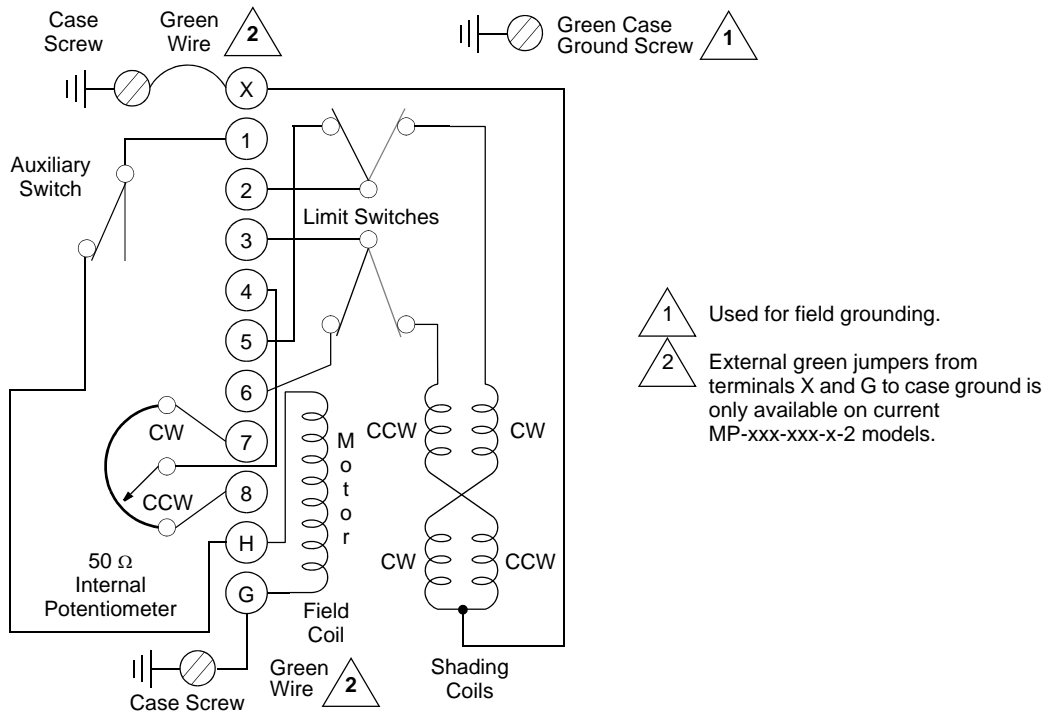 Case
Screw
Green
Wire
2
Green Case
Ground Screw
1
X
1
2
3
4
5
6
7
8
H
G
Auxiliary
Switch
Limit Switches
CW
CCW
50 Ω
Internal
Potentiometer
Motor
Field
Coil
CCW
CW
CW
CCW
Shading
Coils
Case Screw
Green
Wire
2
1
Used for field grounding.
2
External green jumpers from
terminals X and G to case ground is
only available on current
MP-xxx-xxx-x-2 models.